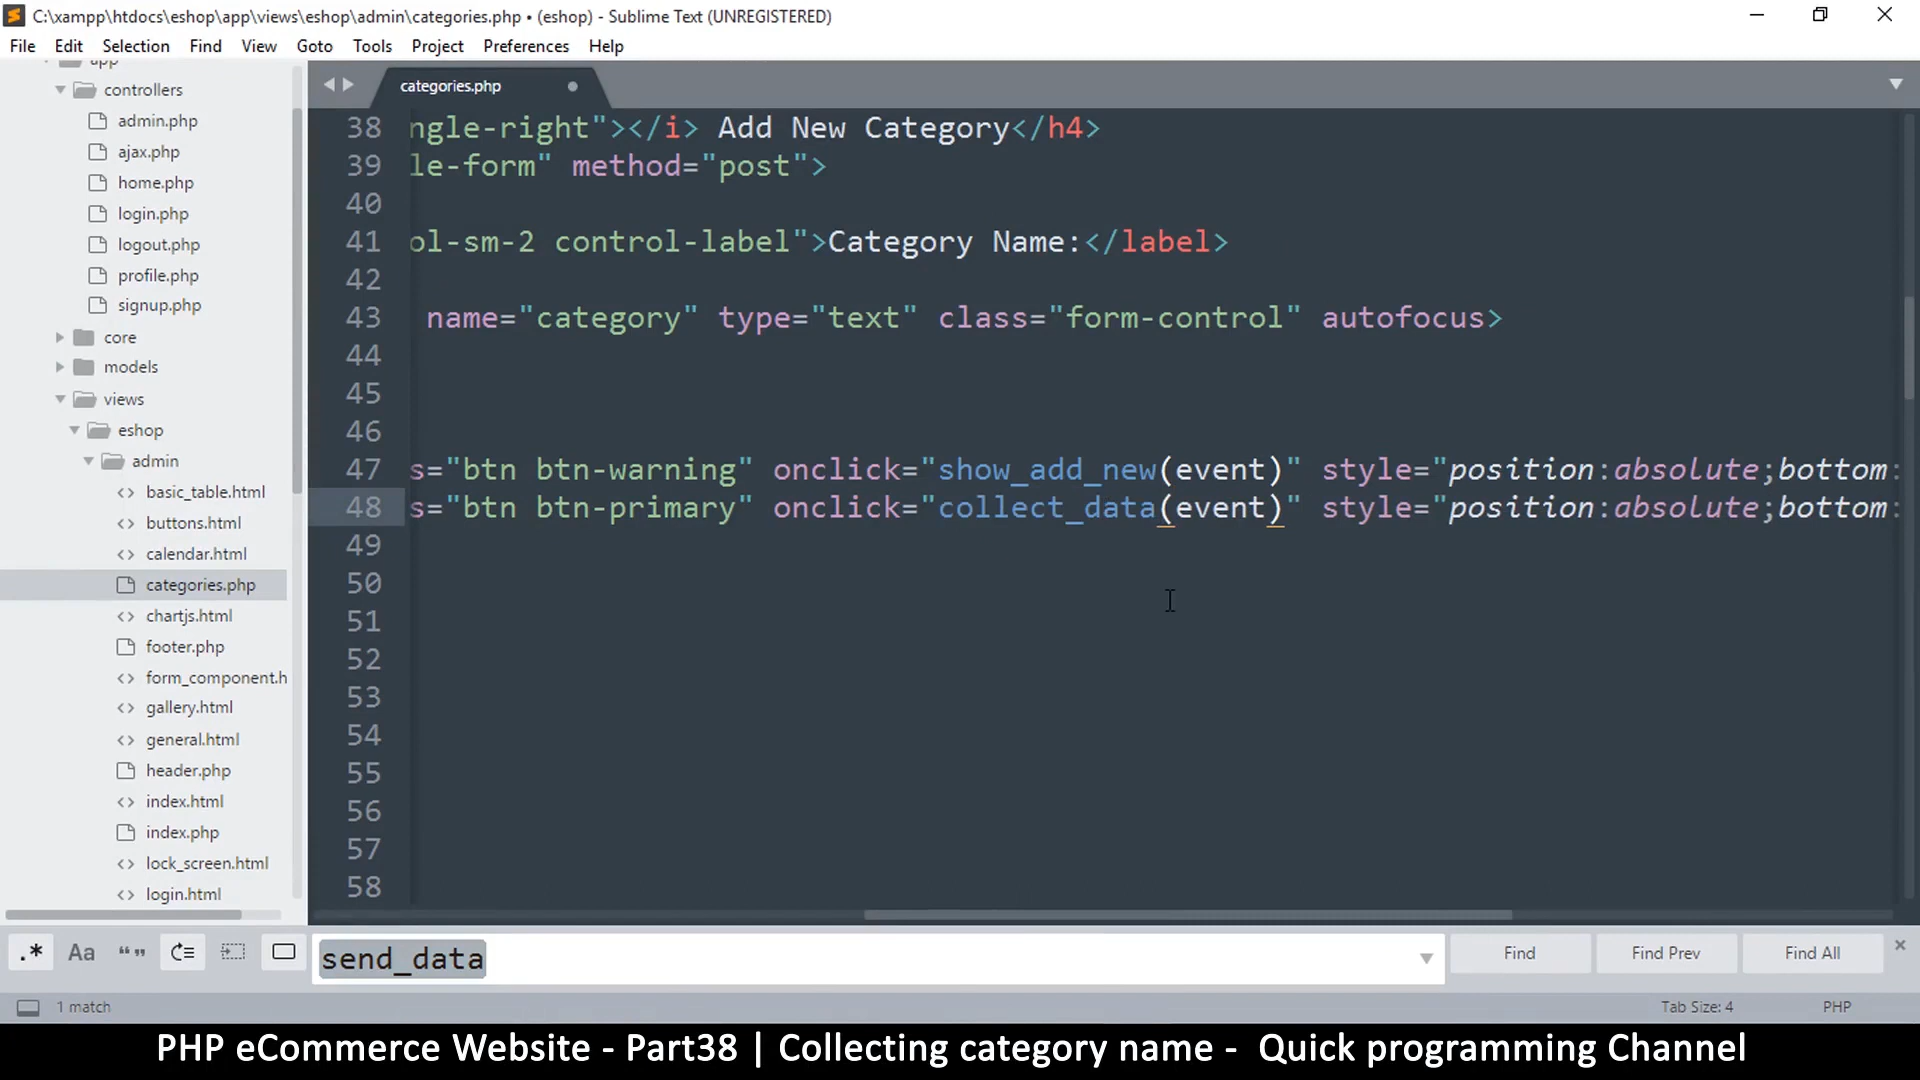 C:\xampp\htdocs\eshop\app\views\eshop\admin\categories.php • (eshop) - Sublime Text (UNREGISTERED)
File Edit Selection Find View Goto Tools Project Preferences Help
app
controllers
admin.php
ajax.php
home.php
login.php
logout.php
profile.php
signup.php
core
models
views
eshop
admin
basic_table.html
buttons.html
calendar.html
categories.php
chartjs.html
footer.php
form_component.h
gallery.html
general.html
header.php
index.html
index.php
lock_screen.html
login.html
categories.php
38 ngle-right"></i> Add New Category</h4>
39 le-form" method="post">
40
41 ol-sm-2 control-label">Category Name:</label>
42
43 name="category" type="text" class="form-control" autofocus>
44
45
46
47 s="btn btn-warning" onclick="show_add_new(event)" style="position:absolute;bottom:
48 s="btn btn-primary" onclick="collect_data(event)" style="position:absolute;bottom:
49
50
51
52
53
54
55
56
57
58
.* Aa “” send_data Find Find Prev Find All
1 match Tab Size: 4 PHP
PHP eCommerce Website - Part38 | Collecting category name - Quick programming Channel